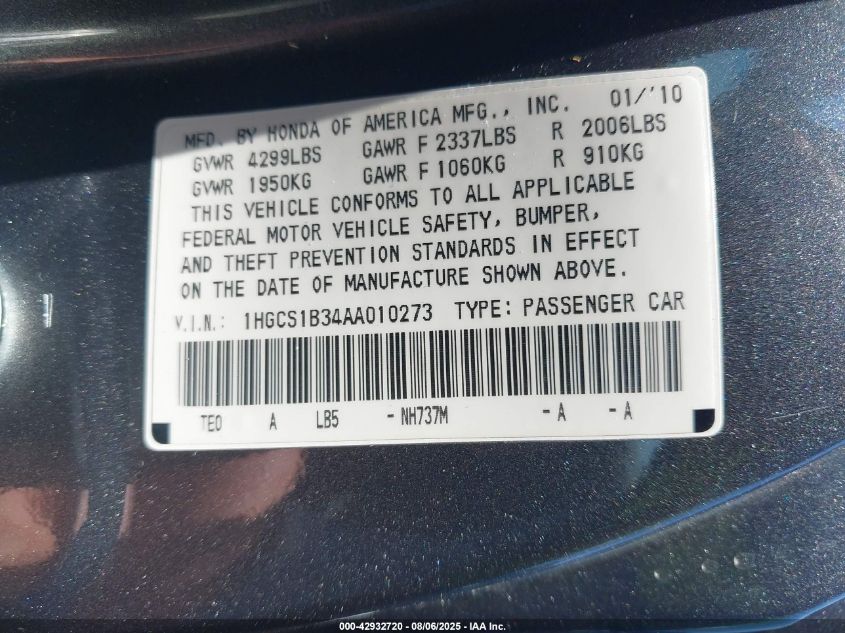 MFD. BY HONDA OF AMERICA MFG., INC. 01/'10
GVWR 4299LBS GAWR F 2337LBS R 2006LBS
GVWR 1950KG GAWR F 1060KG R 910KG
THIS VEHICLE CONFORMS TO ALL APPLICABLE
FEDERAL MOTOR VEHICLE SAFETY, BUMPER,
AND THEFT PREVENTION STANDARDS IN EFFECT
ON THE DATE OF MANUFACTURE SHOWN ABOVE.
V.I.N.: 1HGCS1B34AA010273 TYPE: PASSENGER CAR
TE0 A LB5 - NH737M - A - A
000-42932720 - 08/06/2025 - IAA Inc.